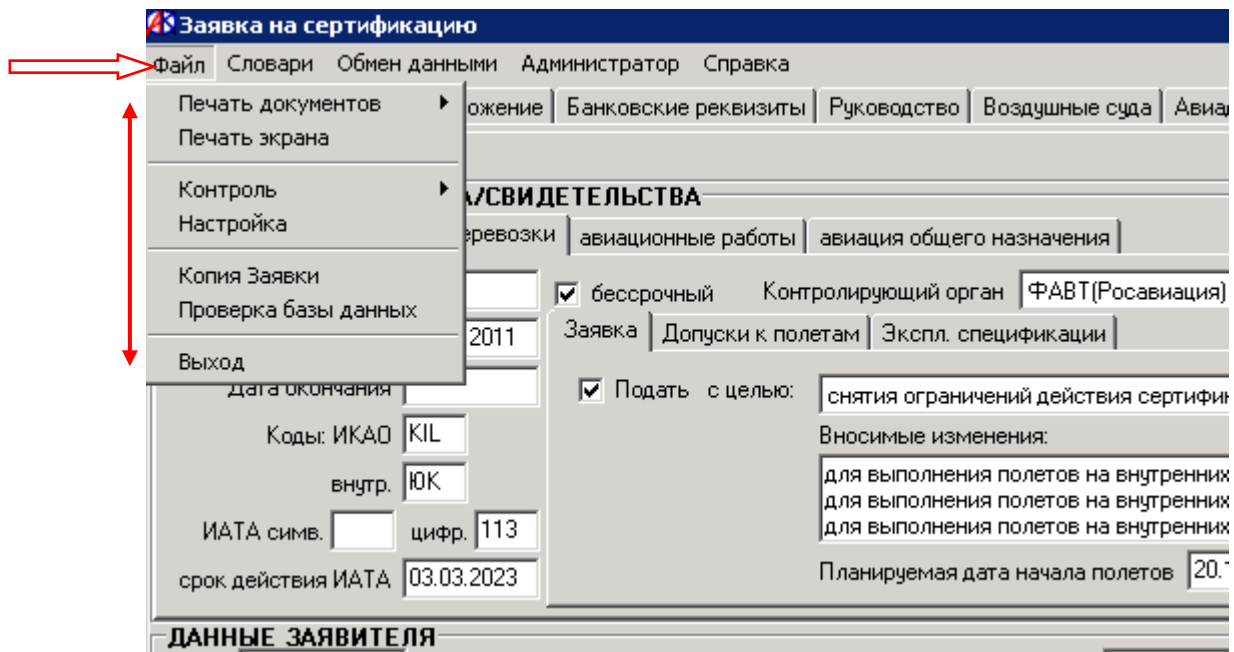 Заявка на сертификацию
Файл Словари Обмен данными Администратор Справка
Печать документов
ожение Банковские реквизиты Руководство Воздушные суда
Печать экрана
Контроль
/СВИДЕТЕЛЬСТВА
Настройка
еревозки авиационные работы авиация общего назначения
Копия Заявки
бессрочный Контролирующий орган ФАВТ(Росавиация)
Проверка базы данных
2011 Заявка Допуски к полетам Экспл. спецификации
Выход
Дата окончания Подать с целью: снятия ограничений действия сертифи
Коды: ИКАО KIL Вносимые изменения:
внутр. ЮК
для выполнения полетов на внутренних
для выполнения полетов на внутренних
для выполнения полетов на внутренних
ИАТА симв. цифр. 113
срок действия ИАТА 03.03.2023 Планируемая дата начала полетов 20.
ДАННЫЕ ЗАЯВИТЕЛЯ